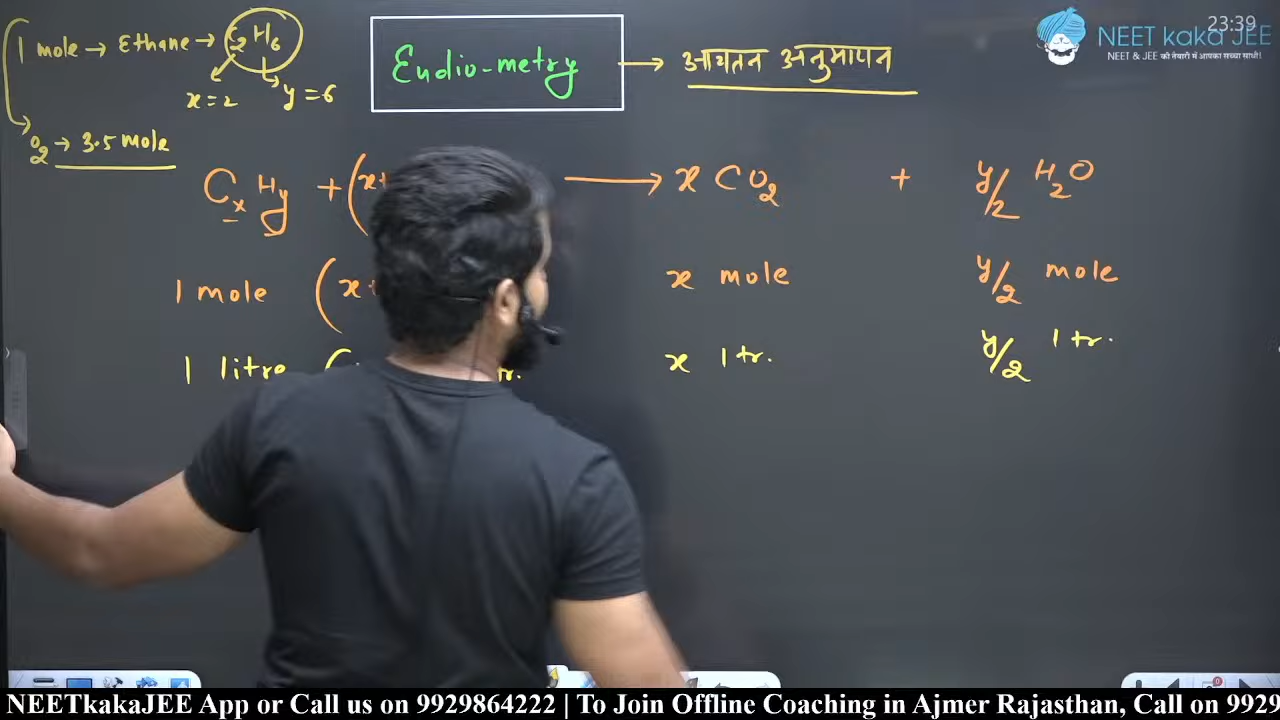 1 mole → Ethane → C2H6
x=2
y=6
O2 → 3.5 mole
Eudio-metry → आयतन अनुमापन
CxHy + (x+ → x CO2 + y/2 H2O
1 mole (x+ x mole y/2 mole
1 litre ( tr. x ltr. y/2 ltr.
23:39
NEET kaka JEE
NEET & JEE की तैयारी में आपका सच्चा साथी!
NEETkakaJEE App or Call us on 9929864222 | To Join Offline Coaching in Ajmer Rajasthan, Call on 9929